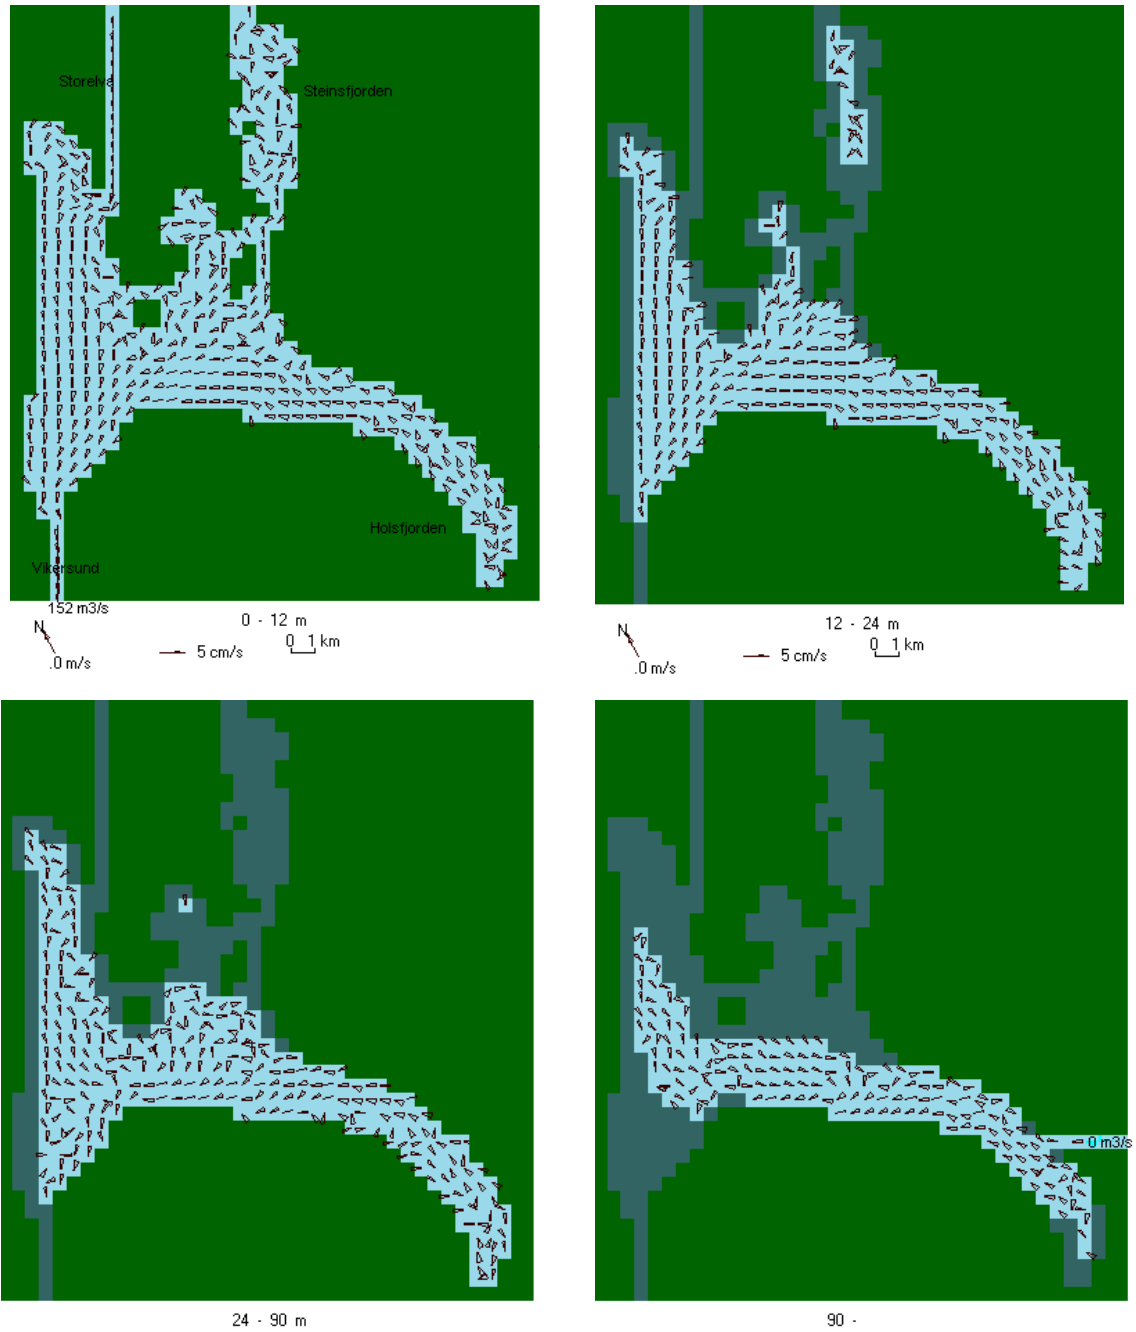 Storelva
Steinsfjorden
Holsfjorden
Vikersund
152 m3/s
0 - 12 m
N
0 1 km
5 cm/s
.0 m/s
12 - 24 m
N
0 1 km
5 cm/s
.0 m/s
0 m3/s
24 - 90 m
90 -